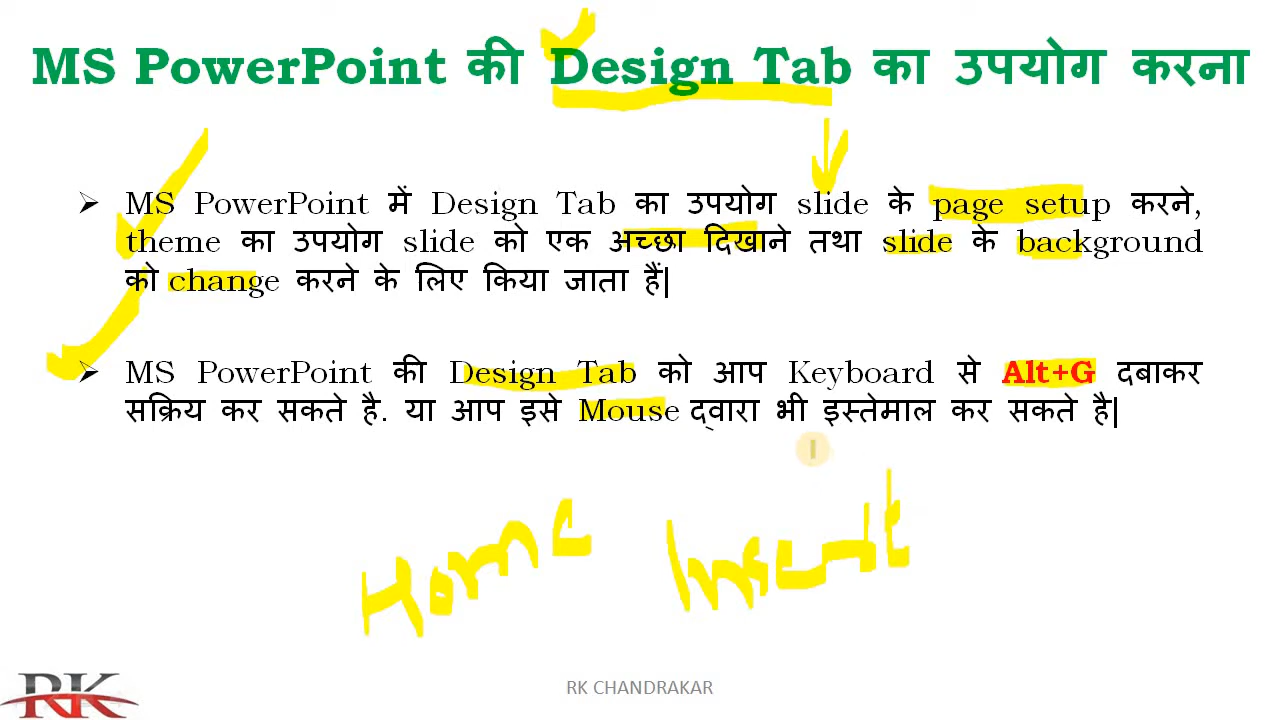 MS PowerPoint की Design Tab का उपयोग करना
MS PowerPoint में Design Tab का उपयोग slide के page setup करने,
theme का उपयोग slide को एक अच्छा दिखाने तथा slide के background
को change करने के लिए किया जाता हैं|
MS PowerPoint की Design Tab को आप Keyboard से Alt+G दबाकर
सक्रिय कर सकते है. या आप इसे Mouse द्वारा भी इस्तेमाल कर सकते है|
Home Insert
RK
RK CHANDRAKAR